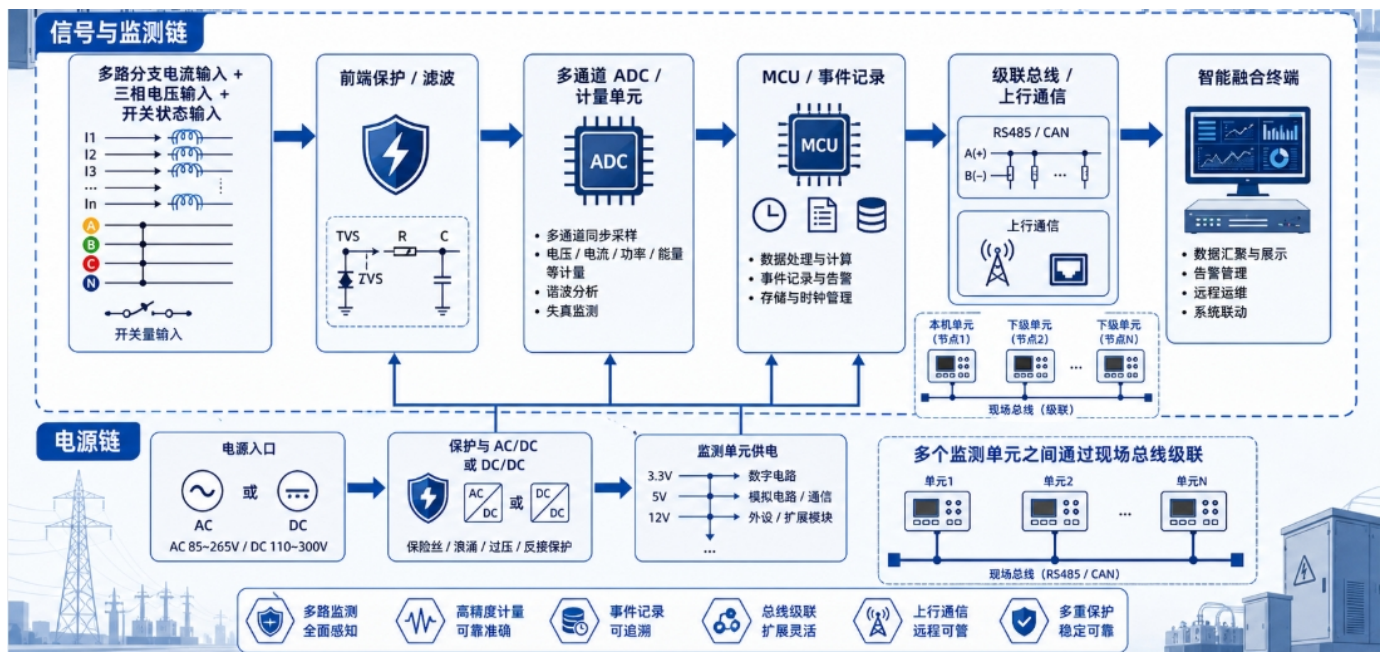 信号与监测链
多路分支电流输入 +
三相电压输入 +
开关状态输入
I1
I2
I3
...
In
A
B
C
N
开关量输入
前端保护 / 滤波
TVS
R
C
ZVS
多通道 ADC /
计量单元
ADC
• 多通道同步采样
• 电压 / 电流 / 功率 / 能量
等计量
• 谐波分析
• 失真监测
MCU / 事件记录
MCU
• 数据处理与计算
• 事件记录与告警
• 存储与时钟管理
级联总线 /
上行通信
RS485 / CAN
A(+)
B(−)
...
上行通信
本机单元
(节点1)
下级单元
(节点2)
...
下级单元
(节点N)
现场总线（级联）
智能融合终端
• 数据汇聚与展示
• 告警管理
• 远程运维
• 系统联动
电源链
电源入口
或
AC
DC
AC 85~265V / DC 110~300V
保护与 AC/DC
或 DC/DC
AC
DC
或
DC
DC
保险丝 / 浪涌 / 过压 / 反接保护
监测单元供电
3.3V 数字电路
5V 模拟电路 / 通信
12V 外设 / 扩展模块
...
多个监测单元之间通过现场总线级联
单元1
单元2
...
单元N
现场总线（RS485 / CAN）
多路监测
全面感知
高精度计量
可靠准确
事件记录
可追溯
总线级联
扩展灵活
上行通信
远程可管
多重保护
稳定可靠